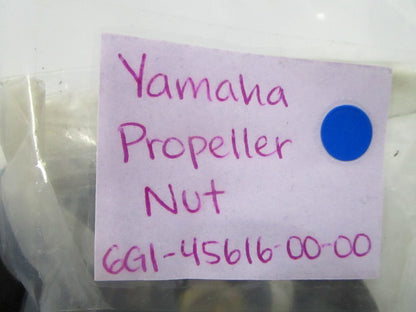 Yamaha
Propeller
Nut
6G1-45616-00-00